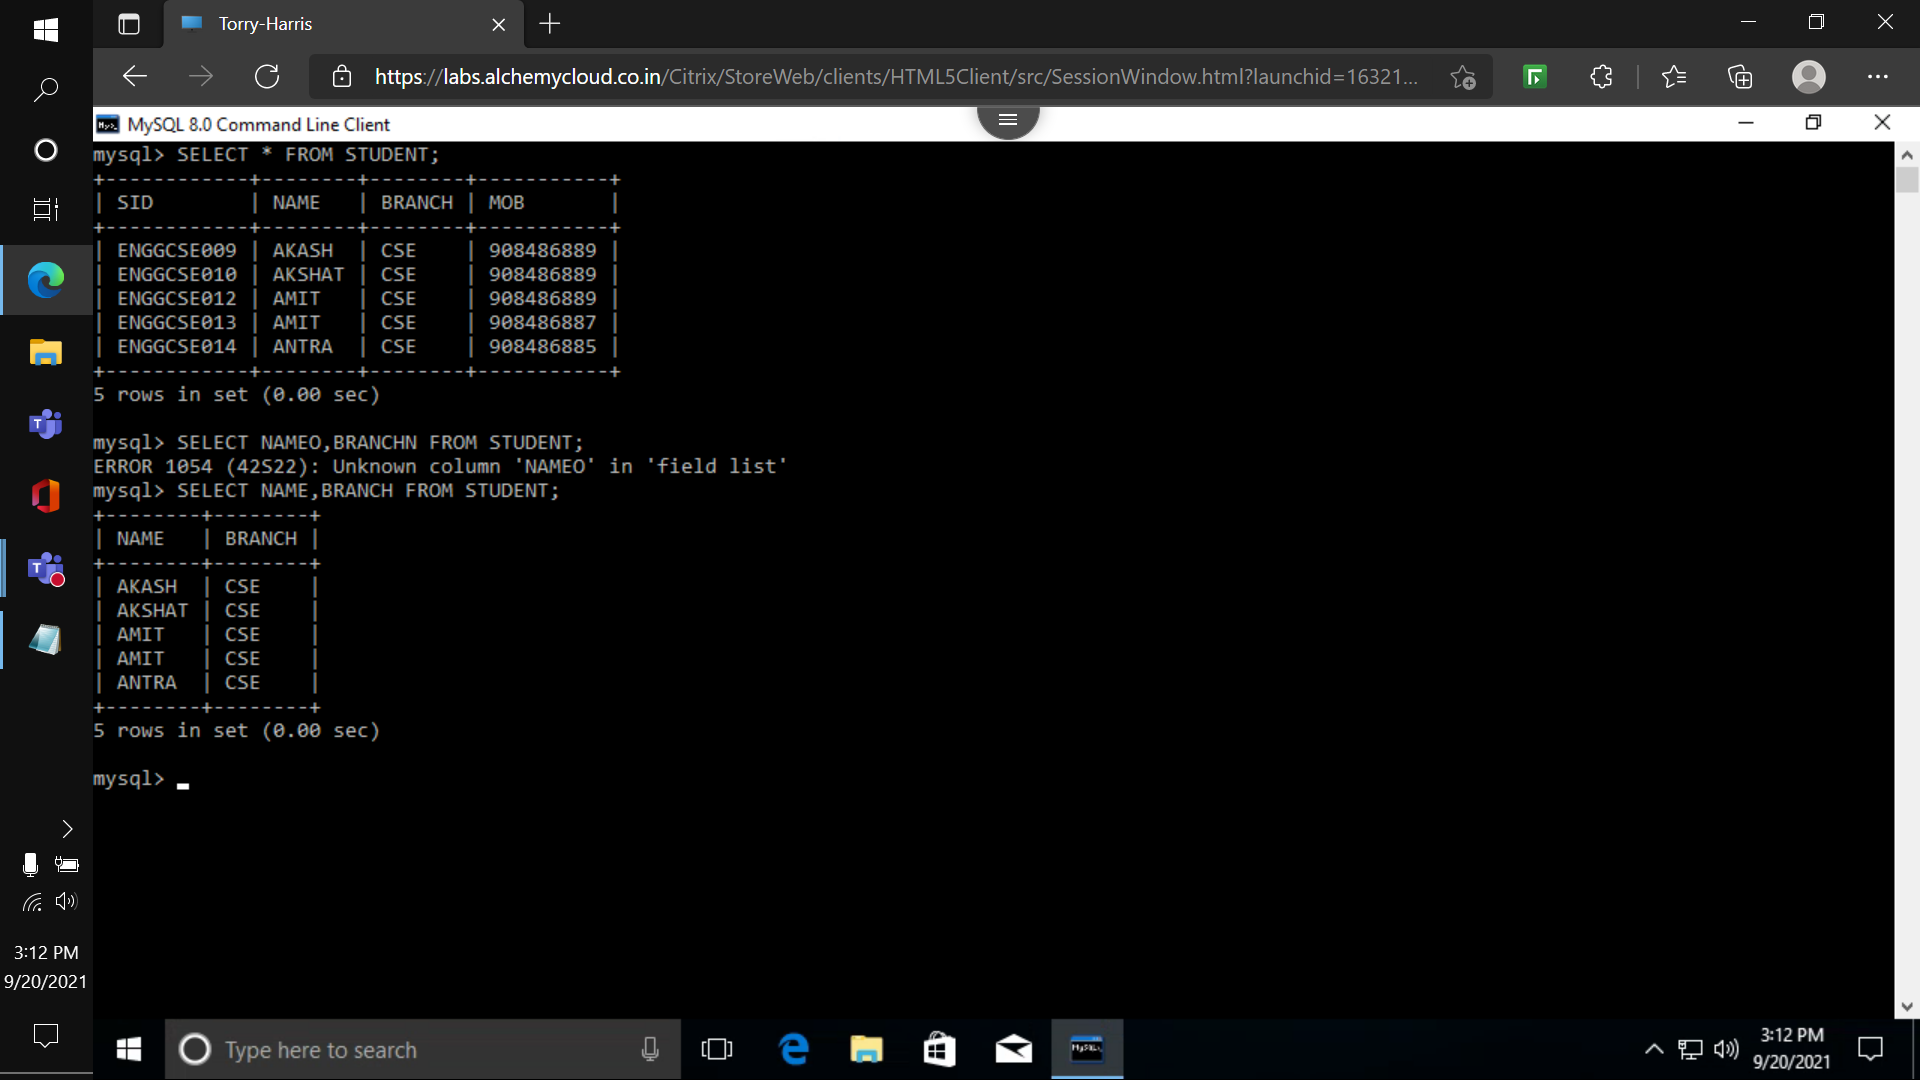 Torry-Harris
https://labs.alchemycloud.co.in/Citrix/StoreWeb/clients/HTML5Client/src/SessionWindow.html?launchid=16321...
MySQL 8.0 Command Line Client
mysql> SELECT * FROM STUDENT;
+------------+--------+--------+-----------+
| SID        | NAME   | BRANCH | MOB       |
+------------+--------+--------+-----------+
| ENGGCSE009 | AKASH  | CSE    | 908486889 |
| ENGGCSE010 | AKSHAT | CSE    | 908486889 |
| ENGGCSE012 | AMIT   | CSE    | 908486889 |
| ENGGCSE013 | AMIT   | CSE    | 908486887 |
| ENGGCSE014 | ANTRA  | CSE    | 908486885 |
+------------+--------+--------+-----------+
5 rows in set (0.00 sec)
mysql> SELECT NAMEO,BRANCHN FROM STUDENT;
ERROR 1054 (42S22): Unknown column 'NAMEO' in 'field list'
mysql> SELECT NAME,BRANCH FROM STUDENT;
+--------+--------+
| NAME   | BRANCH |
+--------+--------+
| AKASH  | CSE    |
| AKSHAT | CSE    |
| AMIT   | CSE    |
| AMIT   | CSE    |
| ANTRA  | CSE    |
+--------+--------+
5 rows in set (0.00 sec)
mysql>
3:12 PM
9/20/2021
Type here to search
3:12 PM
9/20/2021